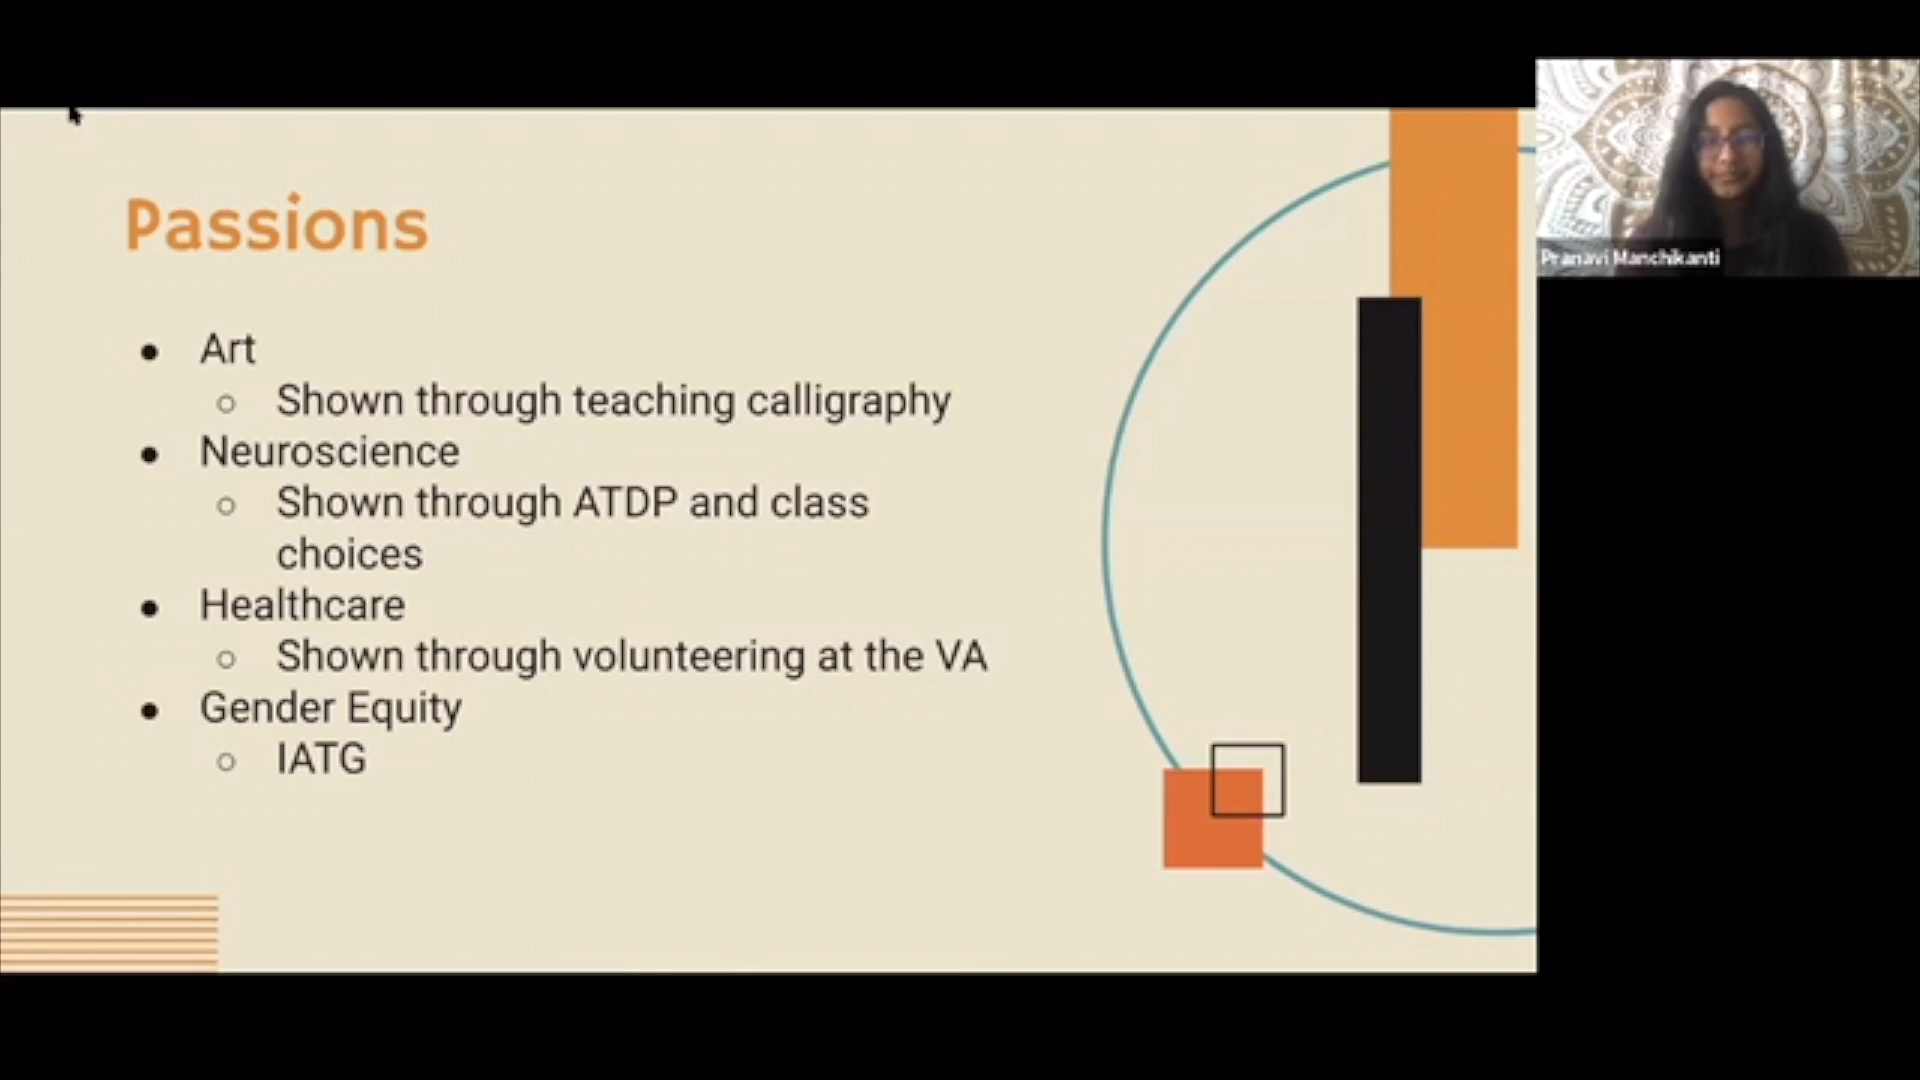 Passions
● Art
○ Shown through teaching calligraphy
● Neuroscience
○ Shown through ATDP and class
choices
● Healthcare
○ Shown through volunteering at the VA
● Gender Equity
○ IATG
Pranavi Manchikanti